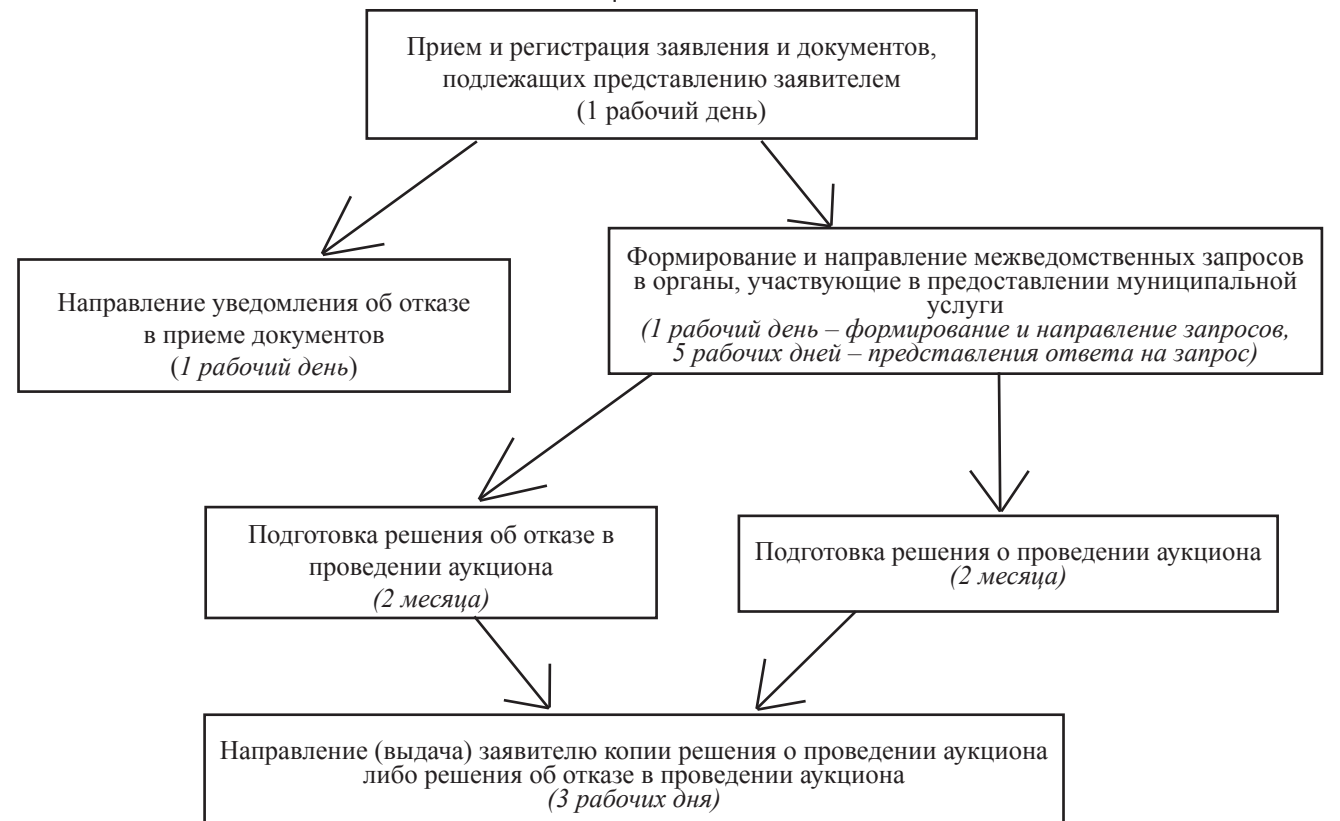 Прием и регистрация заявления и документов,
подлежащих представлению заявителем
(1 рабочий день)
Направление уведомления об отказе
в приеме документов
(1 рабочий день)
Формирование и направление межведомственных запросов
в органы, участвующие в предоставлении муниципальной
услуги
(1 рабочий день – формирование и направление запросов,
5 рабочих дней – представления ответа на запрос)
Подготовка решения об отказе в
проведении аукциона
(2 месяца)
Подготовка решения о проведении аукциона
(2 месяца)
Направление (выдача) заявителю копии решения о проведении аукциона
либо решения об отказе в проведении аукциона
(3 рабочих дня)